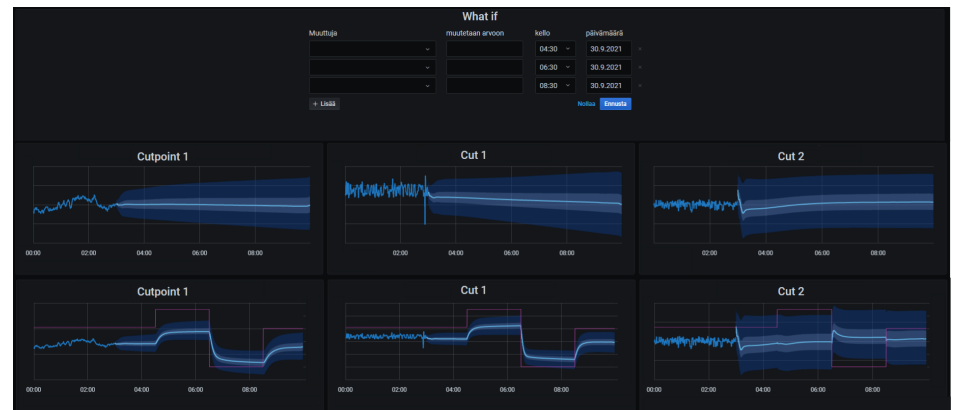 What if
Muuttuja muutetaan arvoon kello päivämäärä
04:30 30.9.2021
06:30 30.9.2021
08:30 30.9.2021
+ Lisää Nollaa Ennusta
Cutpoint 1 Cut 1 Cut 2
00:00 02:00 04:00 06:00 08:00 02:00 04:00 06:00 08:00 02:00 04:00 06:00 08:00
Cutpoint 1 Cut 1 Cut 2
00:00 02:00 04:00 06:00 08:00 00:00 02:00 04:00 06:00 08:00 00:00 02:00 04:00 06:00 08:00